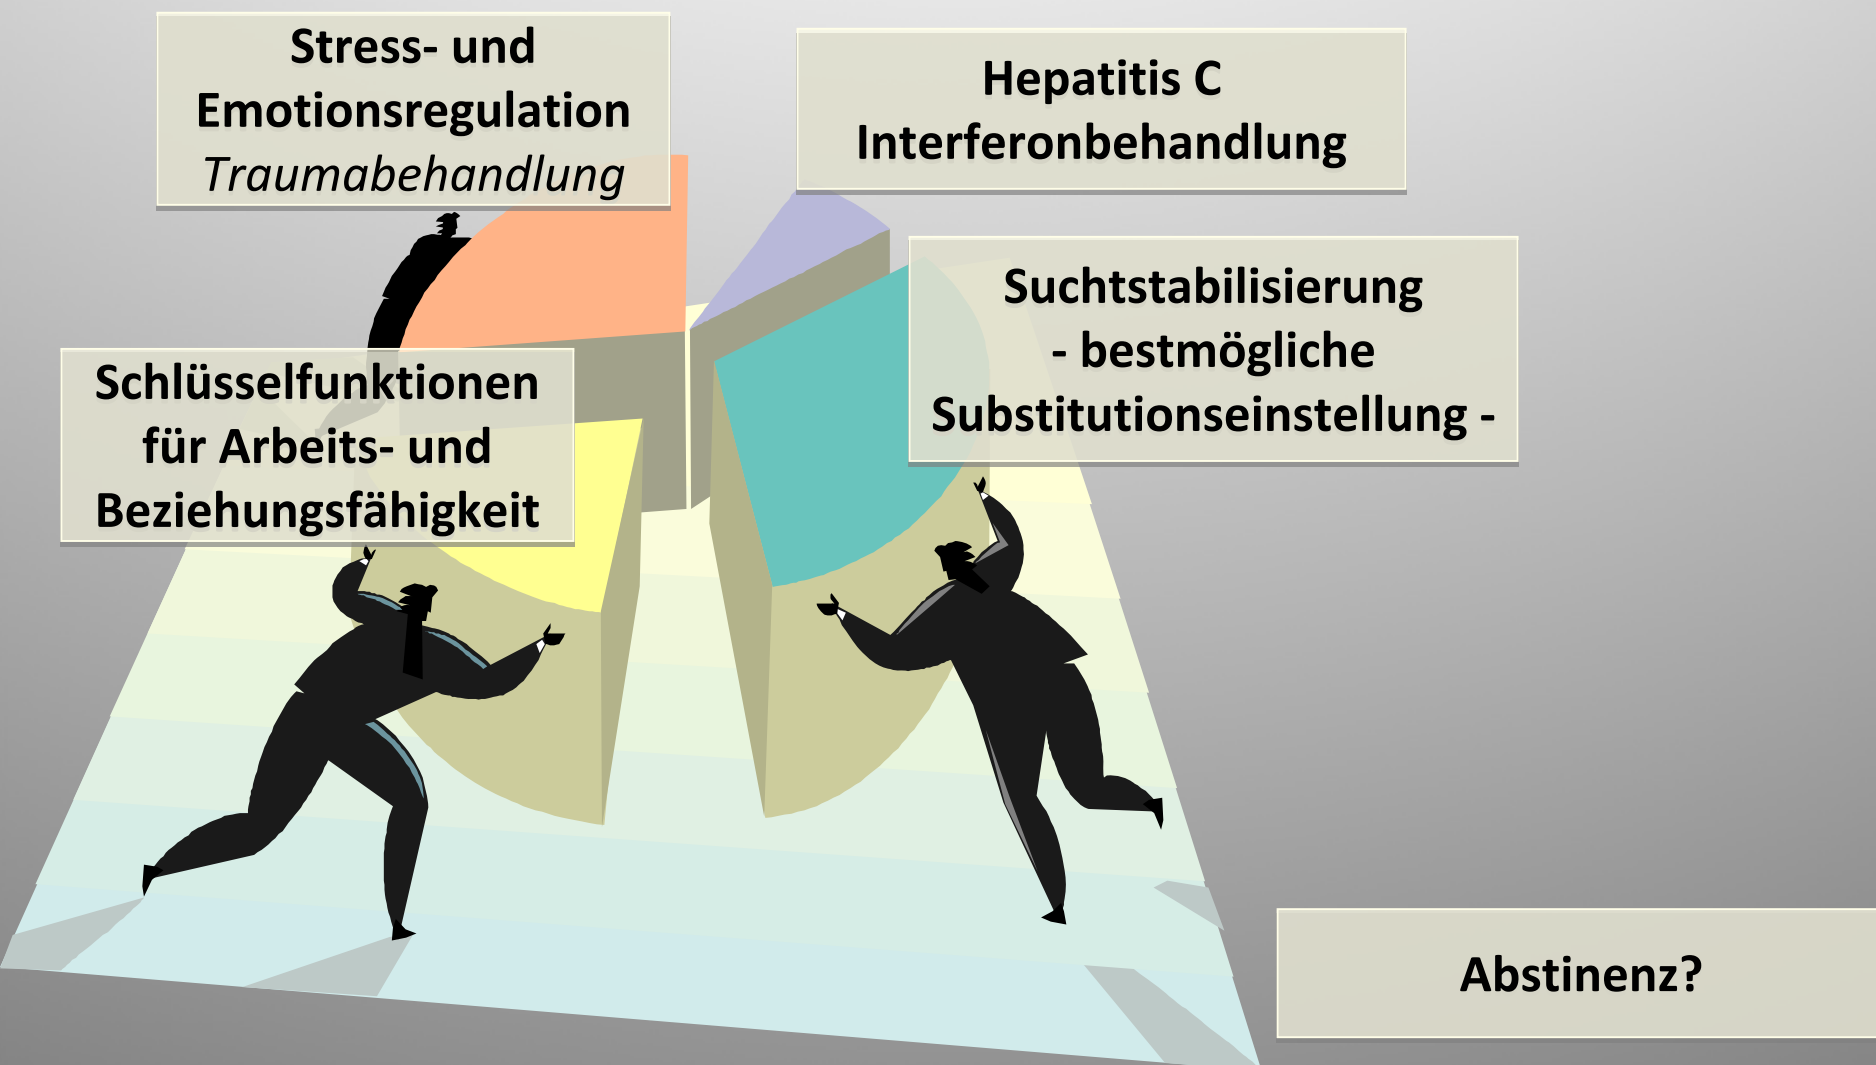 Stress- und
Emotionsregulation
Traumabehandlung
Hepatitis C
Interferonbehandlung
Suchtstabilisierung
- bestmögliche
Substitutionseinstellung -
Schlüsselfunktionen
für Arbeits- und
Beziehungsfähigkeit
Abstinenz?